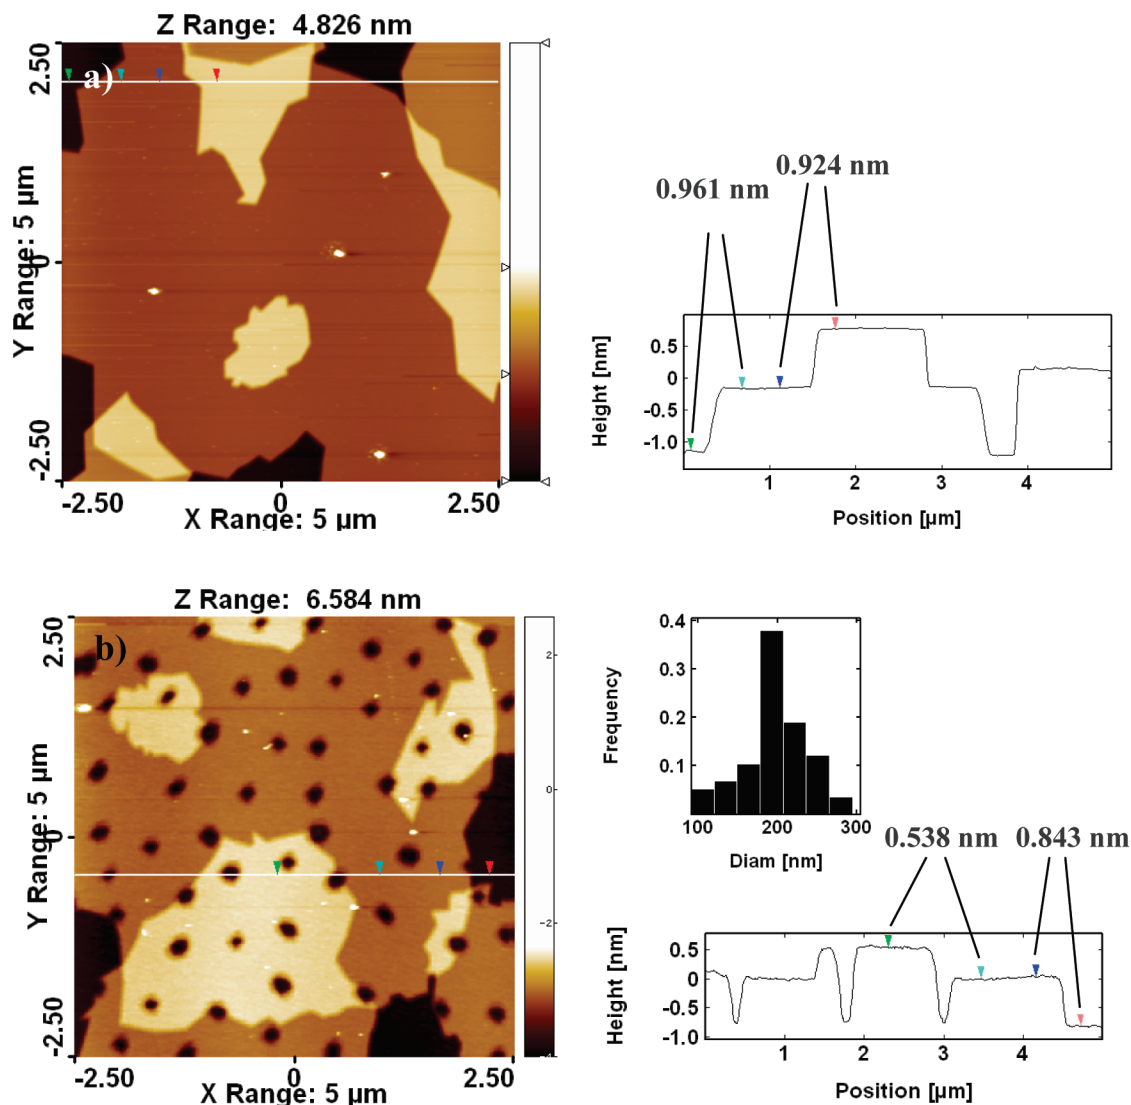 Z Range: 4.826 nm
a)
2.50
0
-2.50
Y Range: 5 µm
-2.50
0
2.50
X Range: 5 µm
0.961 nm
0.924 nm
0.5
0
-0.5
-1.0
Height [nm]
1
2
3
4
Position [µm]
Z Range: 6.584 nm
b)
2.50
0
-2.50
Y Range: 5 µm
-2.50
0
2.50
X Range: 5 µm
2
0
-2
0.4
0.3
0.2
0.1
Frequency
100
200
300
Diam [nm]
0.538 nm
0.843 nm
0.5
0
-0.5
-1.0
Height [nm]
1
2
3
4
Position [µm]